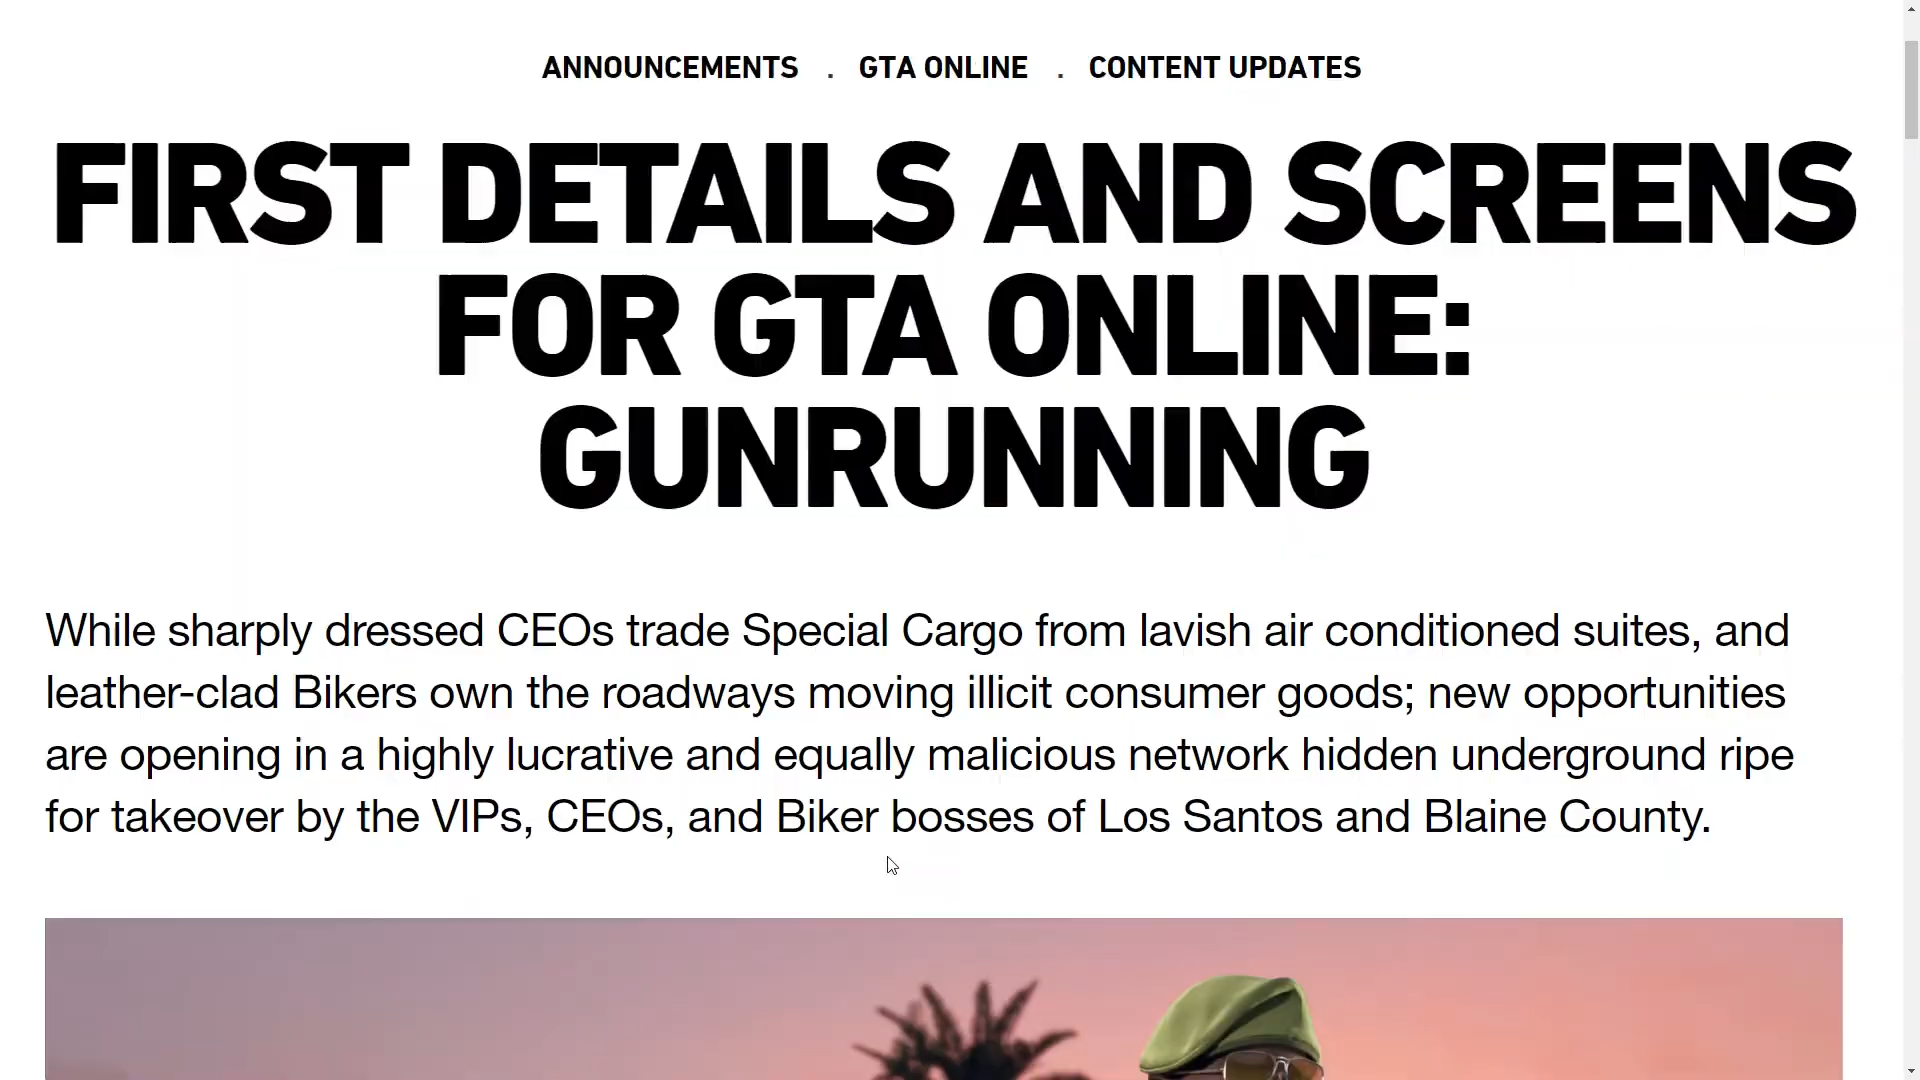 ANNOUNCEMENTS . GTA ONLINE . CONTENT UPDATES
FIRST DETAILS AND SCREENS
FOR GTA ONLINE:
GUNRUNNING
While sharply dressed CEOs trade Special Cargo from lavish air conditioned suites, and
leather-clad Bikers own the roadways moving illicit consumer goods; new opportunities
are opening in a highly lucrative and equally malicious network hidden underground ripe
for takeover by the VIPs, CEOs, and Biker bosses of Los Santos and Blaine County.